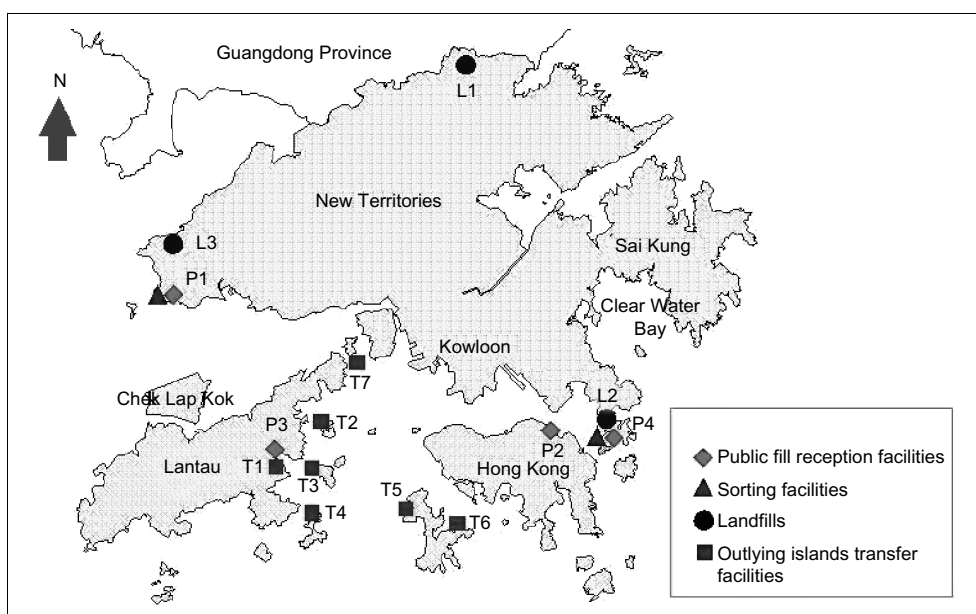 Guangdong Province
N
L1
New Territories
L3
Sai Kung
P1
Clear Water
Bay
Kowloon
T7
L2
Chek Lap Kok
P3
T2
P4
P2
Lantau
T1
T3
Hong Kong
T5
T4
T6
Public fill reception facilities
Sorting facilities
Landfills
Outlying islands transfer
facilities